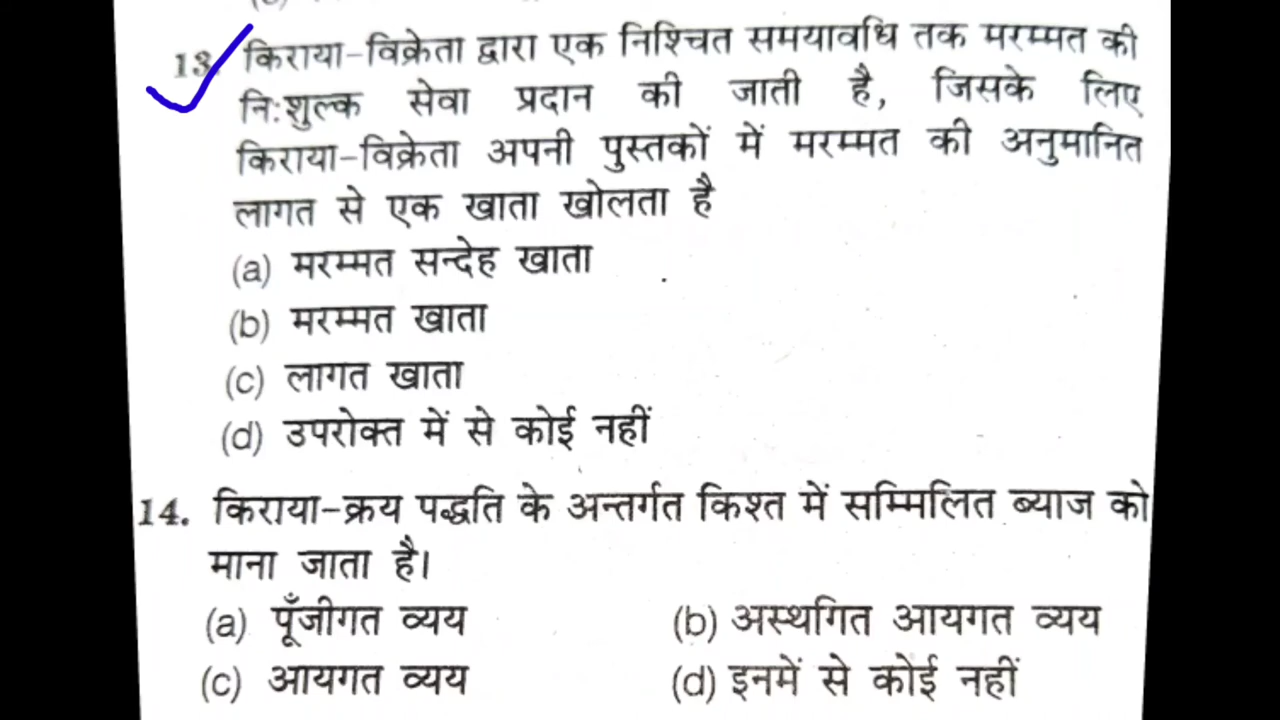 13. किराया-विक्रेता द्वारा एक निश्चित समयावधि तक मरम्मत की
नि:शुल्क सेवा प्रदान की जाती है, जिसके लिए
किराया-विक्रेता अपनी पुस्तकों में मरम्मत की अनुमानित
लागत से एक खाता खोलता है
(a) मरम्मत सन्देह खाता
(b) मरम्मत खाता
(c) लागत खाता
(d) उपरोक्त में से कोई नहीं
14. किराया-क्रय पद्धति के अन्तर्गत किश्त में सम्मिलित ब्याज को
माना जाता है।
(a) पूँजीगत व्यय (b) अस्थगित आयगत व्यय
(c) आयगत व्यय (d) इनमें से कोई नहीं